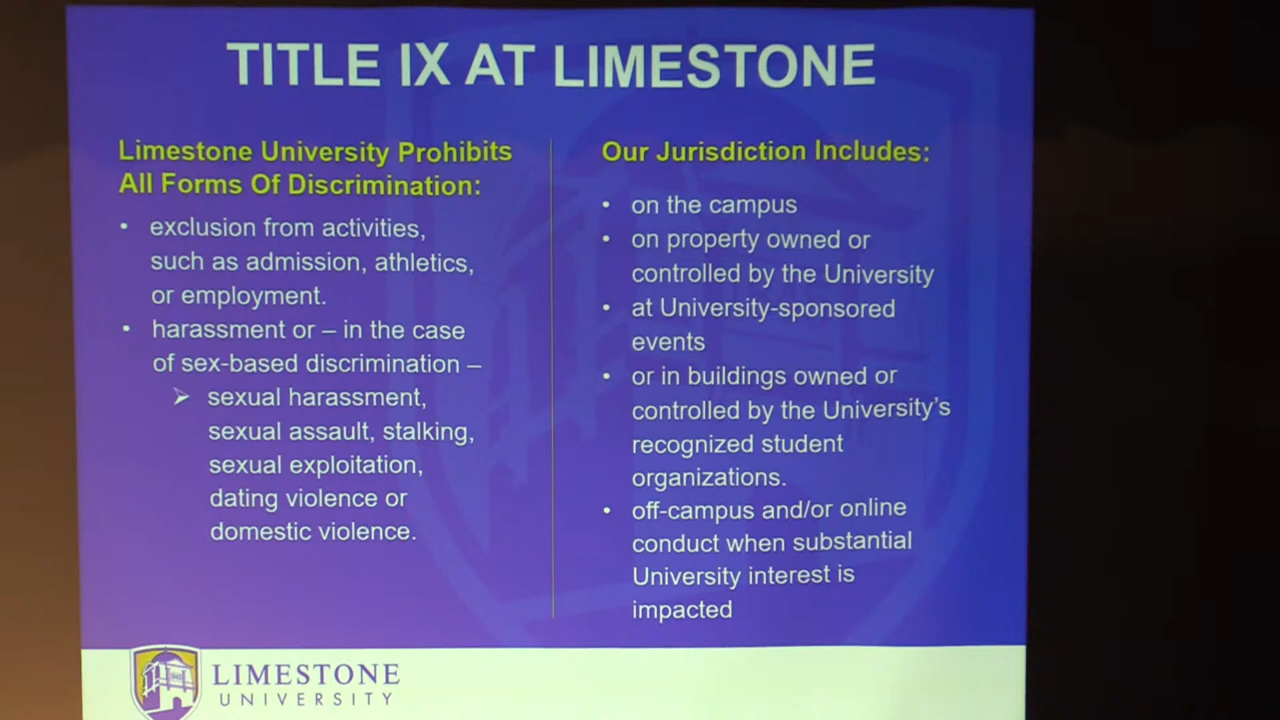 TITLE IX AT LIMESTONE
Limestone University Prohibits
All Forms Of Discrimination:
• exclusion from activities,
such as admission, athletics,
or employment.
• harassment or – in the case
of sex-based discrimination –
➢ sexual harassment,
sexual assault, stalking,
sexual exploitation,
dating violence or
domestic violence.
Our Jurisdiction Includes:
• on the campus
• on property owned or
controlled by the University
• at University-sponsored
events
• or in buildings owned or
controlled by the University's
recognized student
organizations.
• off-campus and/or online
conduct when substantial
University interest is
impacted
LIMESTONE
UNIVERSITY